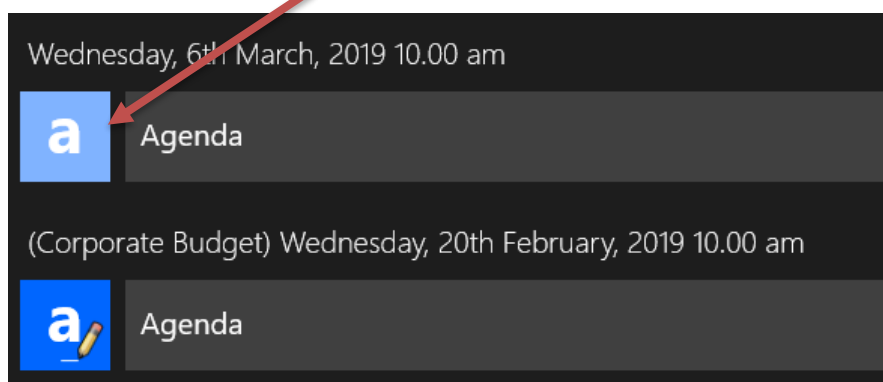 Wednesday, 6th March, 2019 10.00 am
a Agenda
(Corporate Budget) Wednesday, 20th February, 2019 10.00 am
a Agenda